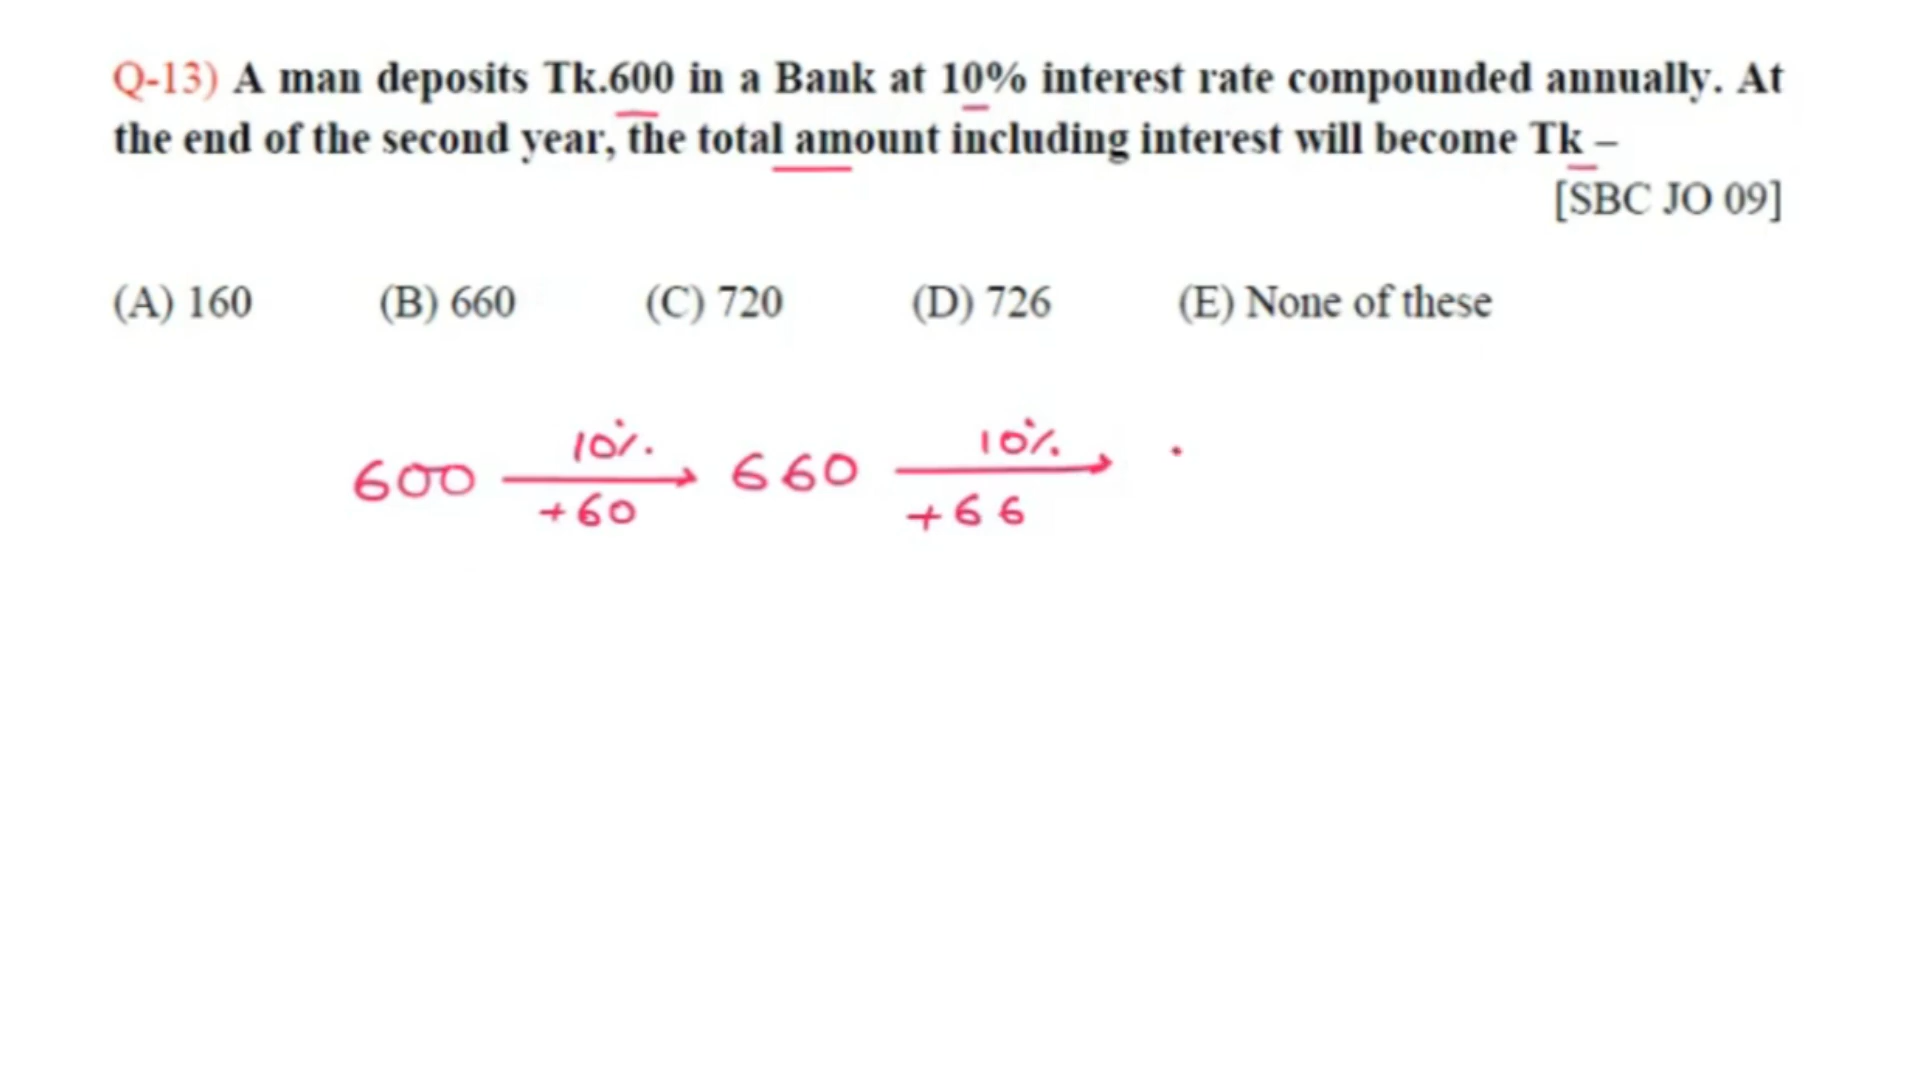 Q-13) A man deposits Tk.600 in a Bank at 10% interest rate compounded annually. At
the end of the second year, the total amount including interest will become Tk –
[SBC JO 09]
(A) 160 (B) 660 (C) 720 (D) 726 (E) None of these
10% 10%
600 → 660 →
+60 +66